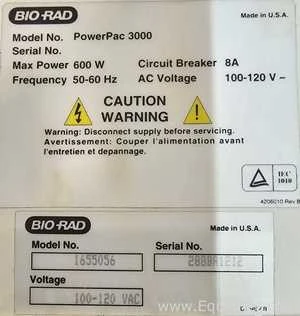 BIO-RAD Made in U.S.A.
Model No. PowerPac 3000
Serial No.
Max Power 600 W Circuit Breaker 8A
Frequency 50-60 Hz AC Voltage 100-120 V ~
CAUTION
WARNING
Warning: Disconnect supply before servicing.
Avertissement: Couper l'alimentation avant
l'entretien et depannage.
IEC
1010
4206010 Rev B
BIO-RAD Made in U.S.A.
Model No. Serial No.
1655056
Voltage
100-120 VAC